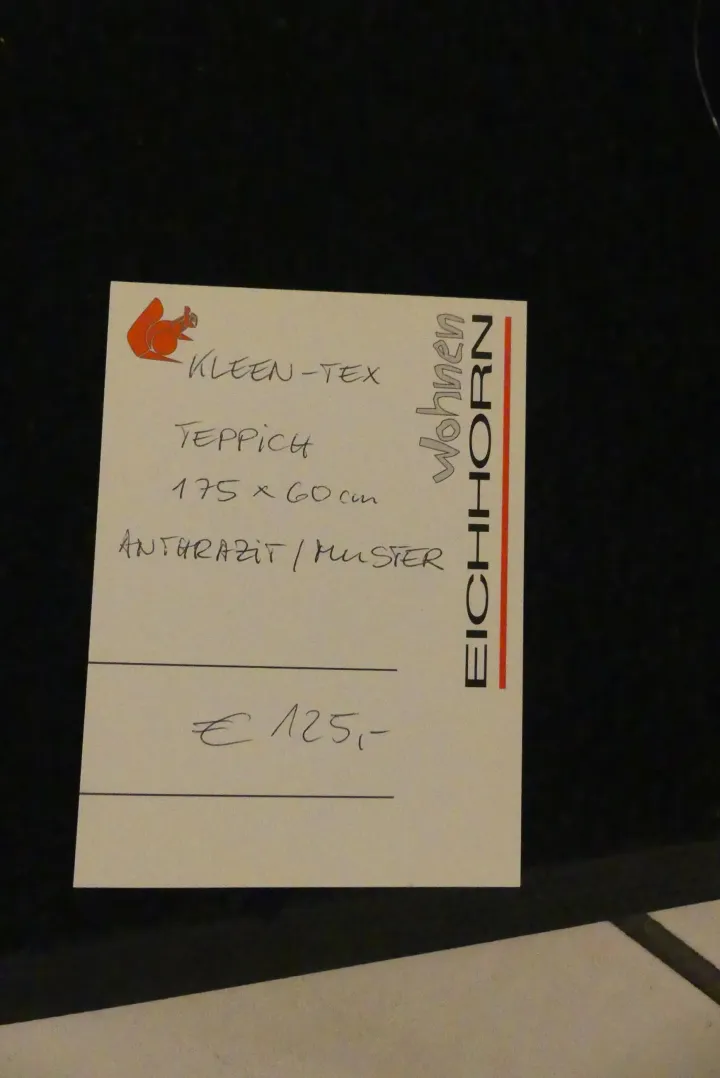 KLEEN-TEX
TEPPICH
175 x 60 cm
ANTHRAZIT / MUSTER
€ 125,-
Wohnen
EICHHORN